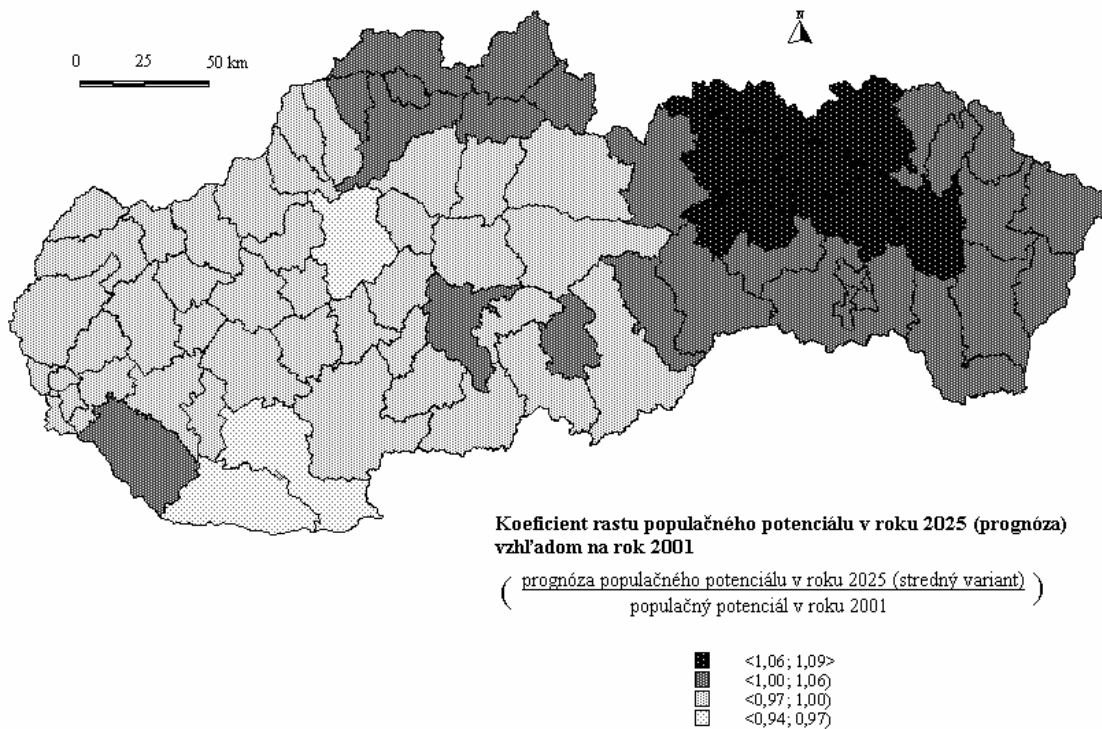 N
0 25 50 km
Koeficient rastu populačného potenciálu v roku 2025 (prognóza)
vzhľadom na rok 2001
( prognóza populačného potenciálu v roku 2025 (stredný variant) )
populačný potenciál v roku 2001
<1,06; 1,09>
<1,00; 1,06)
<0,97; 1,00)
<0,94; 0,97)